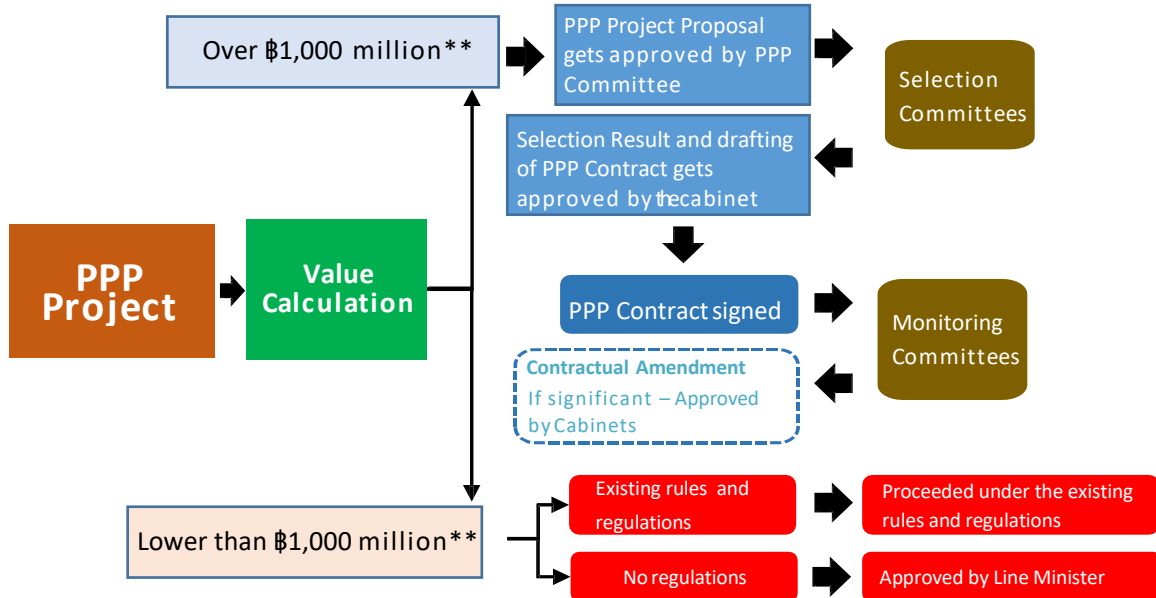 Over ฿1,000 million**
PPP Project Proposal
gets approved by PPP
Committee
Selection
Committees
Selection Result and drafting
of PPP Contract gets
approved by thecabinet
PPP
Project
Value
Calculation
PPP Contract signed
Monitoring
Committees
Contractual Amendment
If significant – Approved
by Cabinets
Lower than ฿1,000 million**
Existing rules and
regulations
Proceeded under the existing
rules and regulations
No regulations
Approved by Line Minister